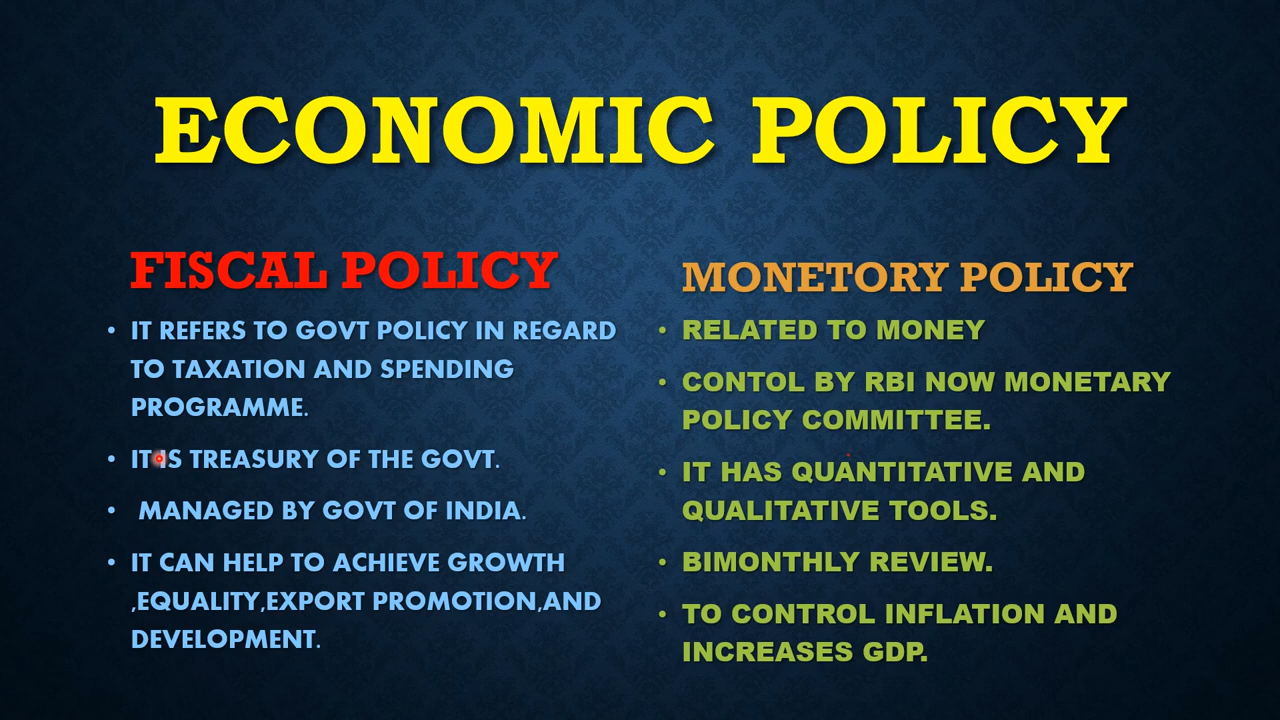 ECONOMIC POLICY
FISCAL POLICY
• IT REFERS TO GOVT POLICY IN REGARD
TO TAXATION AND SPENDING
PROGRAMME.
• IT IS TREASURY OF THE GOVT.
• MANAGED BY GOVT OF INDIA.
• IT CAN HELP TO ACHIEVE GROWTH
,EQUALITY,EXPORT PROMOTION,AND
DEVELOPMENT.
MONETORY POLICY
• RELATED TO MONEY
• CONTOL BY RBI NOW MONETARY
POLICY COMMITTEE.
• IT HAS QUANTITATIVE AND
QUALITATIVE TOOLS.
• BIMONTHLY REVIEW.
• TO CONTROL INFLATION AND
INCREASES GDP.